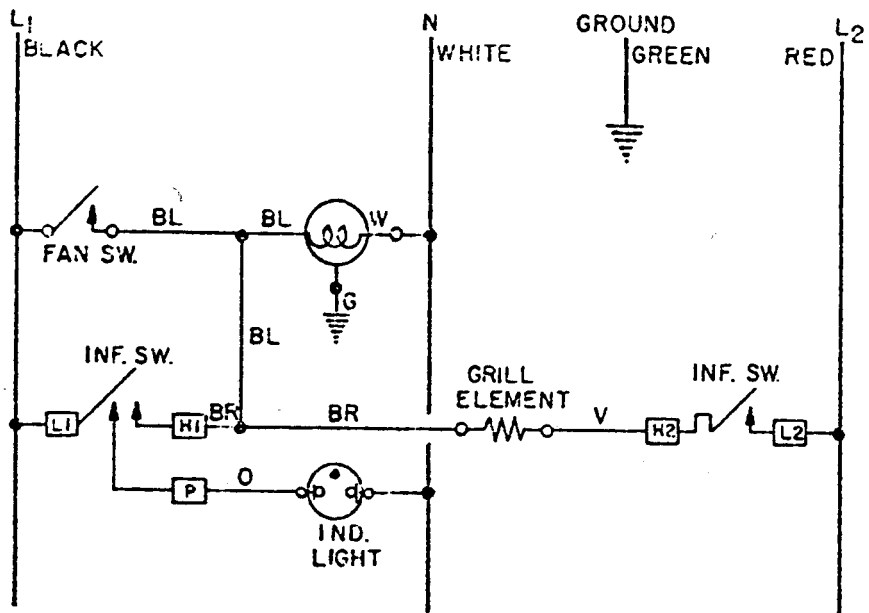 L1 N GROUND L2
BLACK WHITE GREEN RED
BL BL W
FAN SW.
G
BL
INF. SW. GRILL INF. SW.
ELEMENT
L1 H1 BR BR V H2 L2
P O
IND.
LIGHT